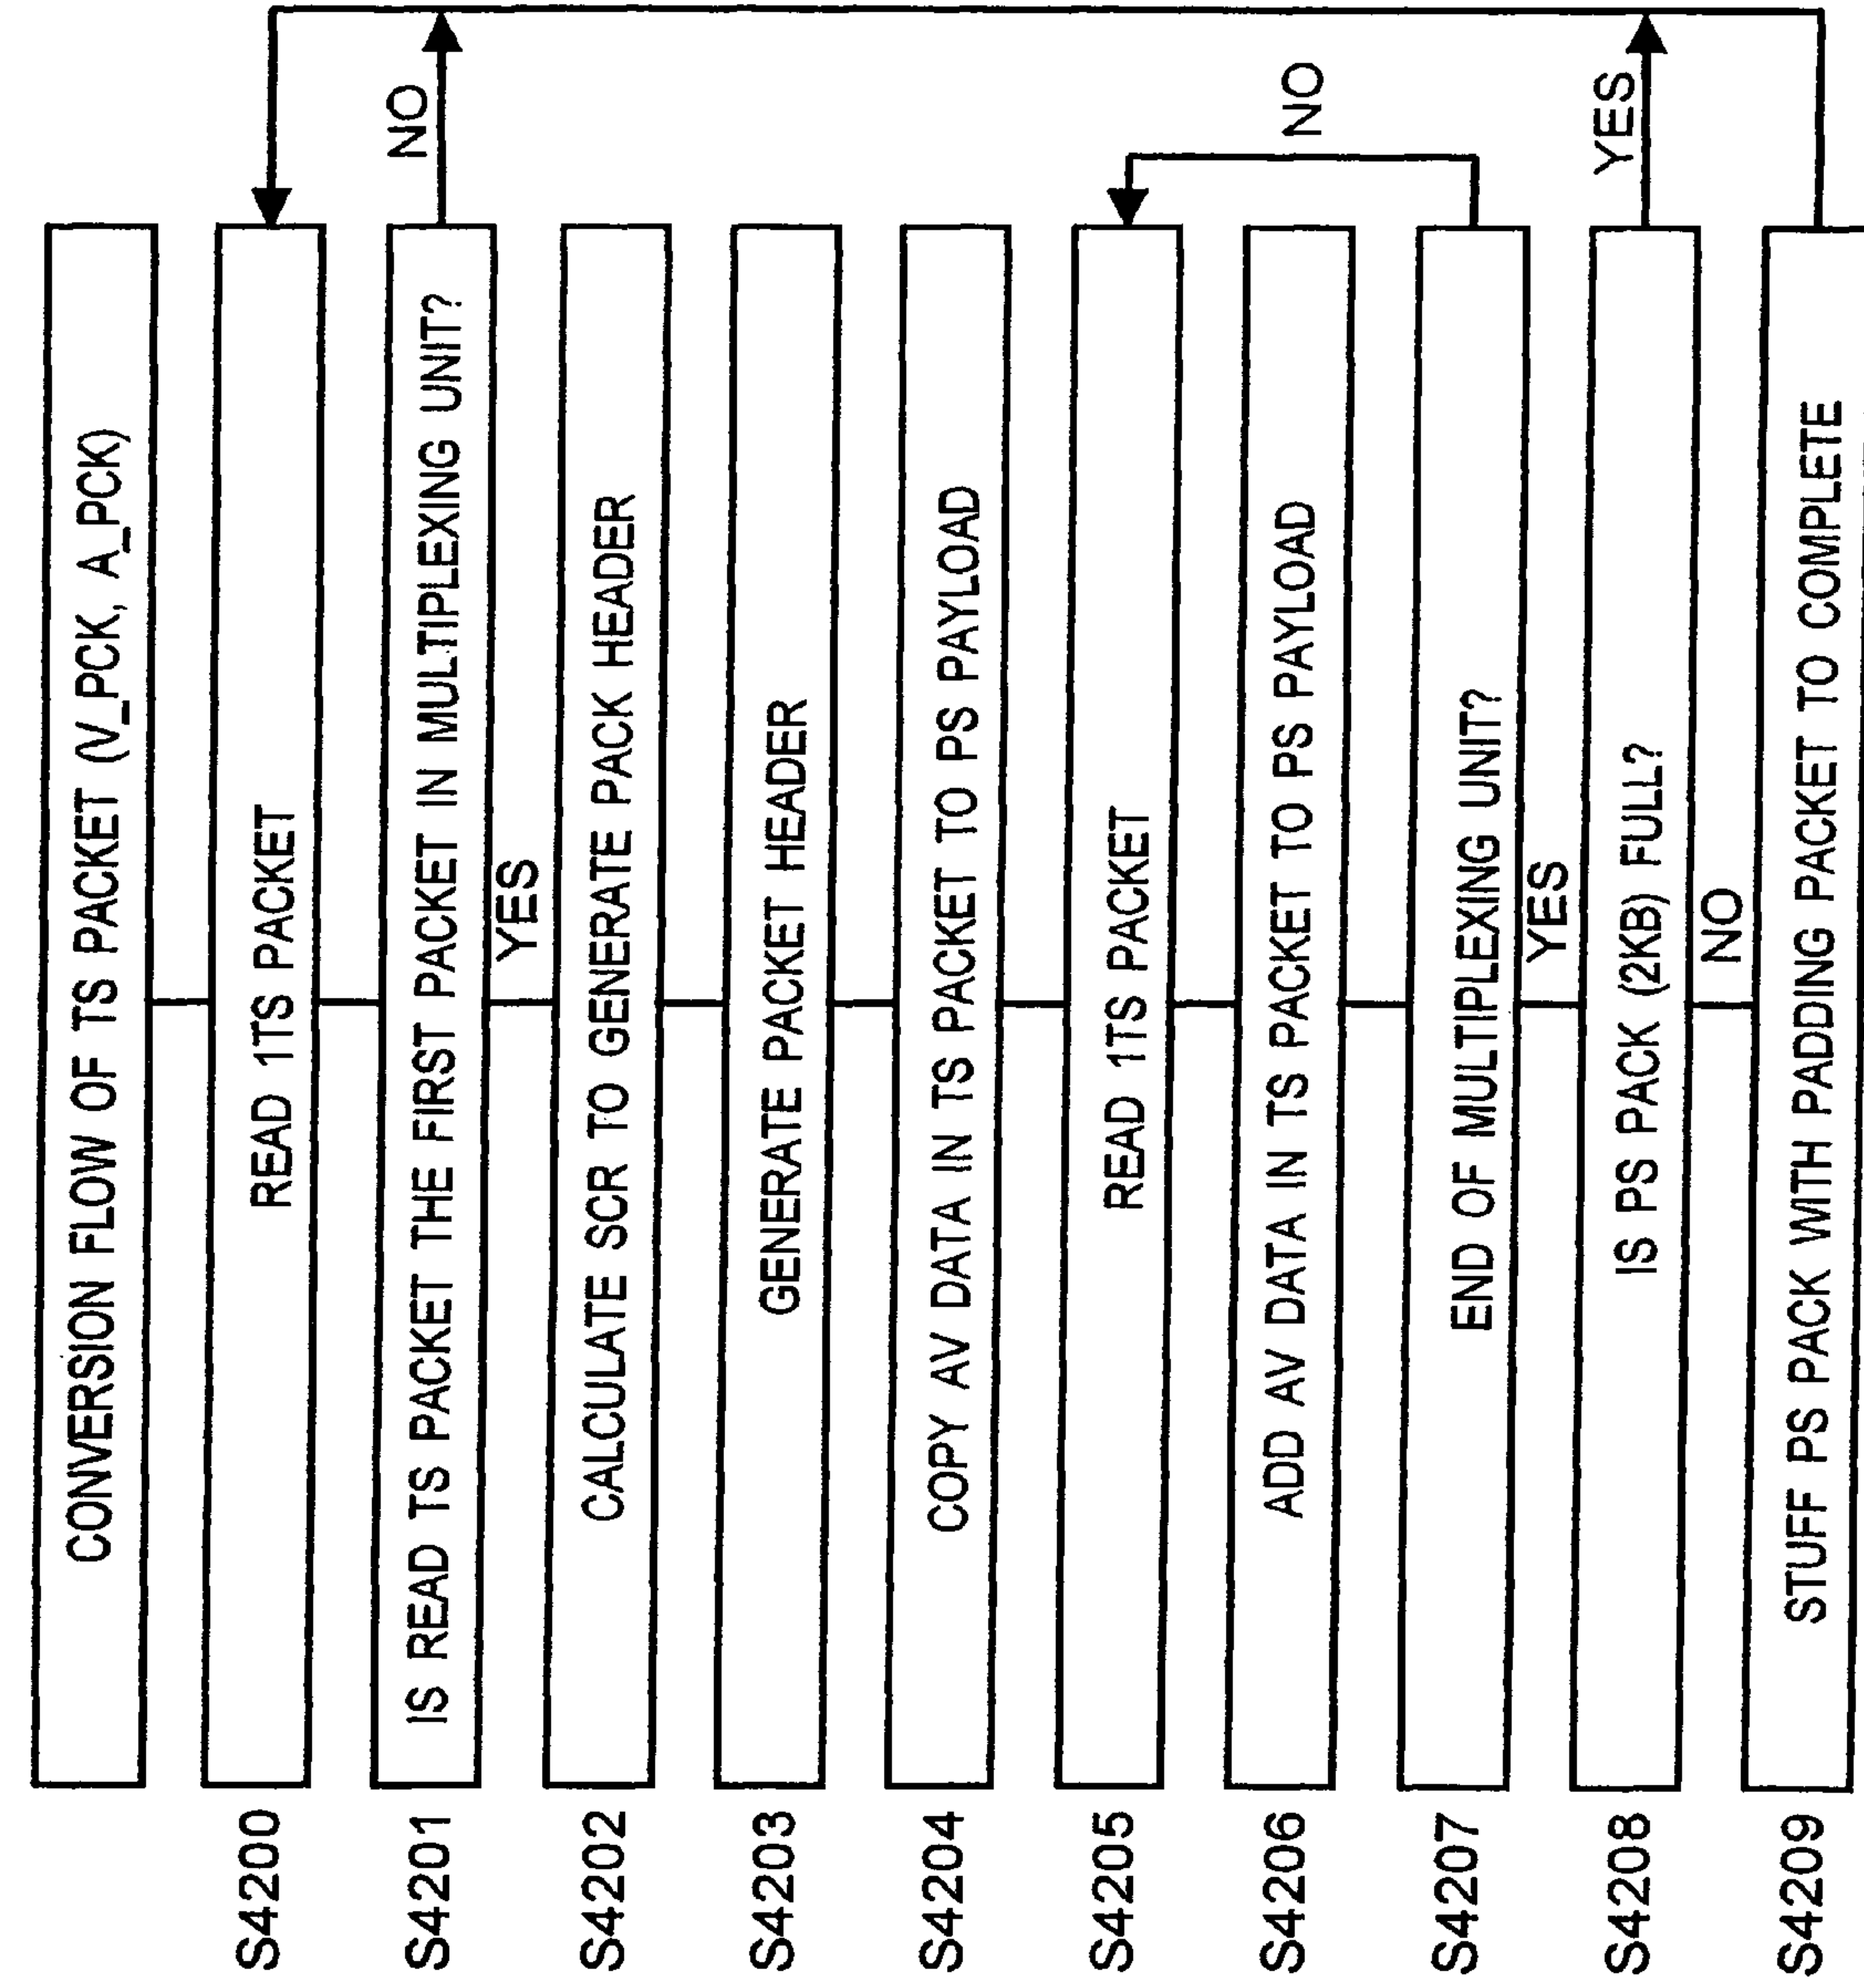 CONVERSION FLOW OF TS PACKET (V_PCK, A_PCK)
S4200 READ 1TS PACKET
S4201 IS READ TS PACKET THE FIRST PACKET IN MULTIPLEXING UNIT? NO
YES
S4202 CALCULATE SCR TO GENERATE PACK HEADER
S4203 GENERATE PACKET HEADER
S4204 COPY AV DATA IN TS PACKET TO PS PAYLOAD
S4205 READ 1TS PACKET
S4206 ADD AV DATA IN TS PACKET TO PS PAYLOAD NO
S4207 END OF MULTIPLEXING UNIT?
YES
S4208 IS PS PACK (2KB) FULL? YES
NO
S4209 STUFF PS PACK WITH PADDING PACKET TO COMPLETE